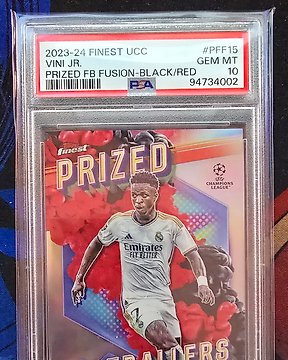 2023-24 FINEST UCC #PFF15
VINI JR. GEM MT
PRIZED FB FUSION-BLACK/RED 10
PSA 94734002
finest
PRIZED
UEFA
CHAMPIONS
LEAGUE
Emirates
FLY BETTER